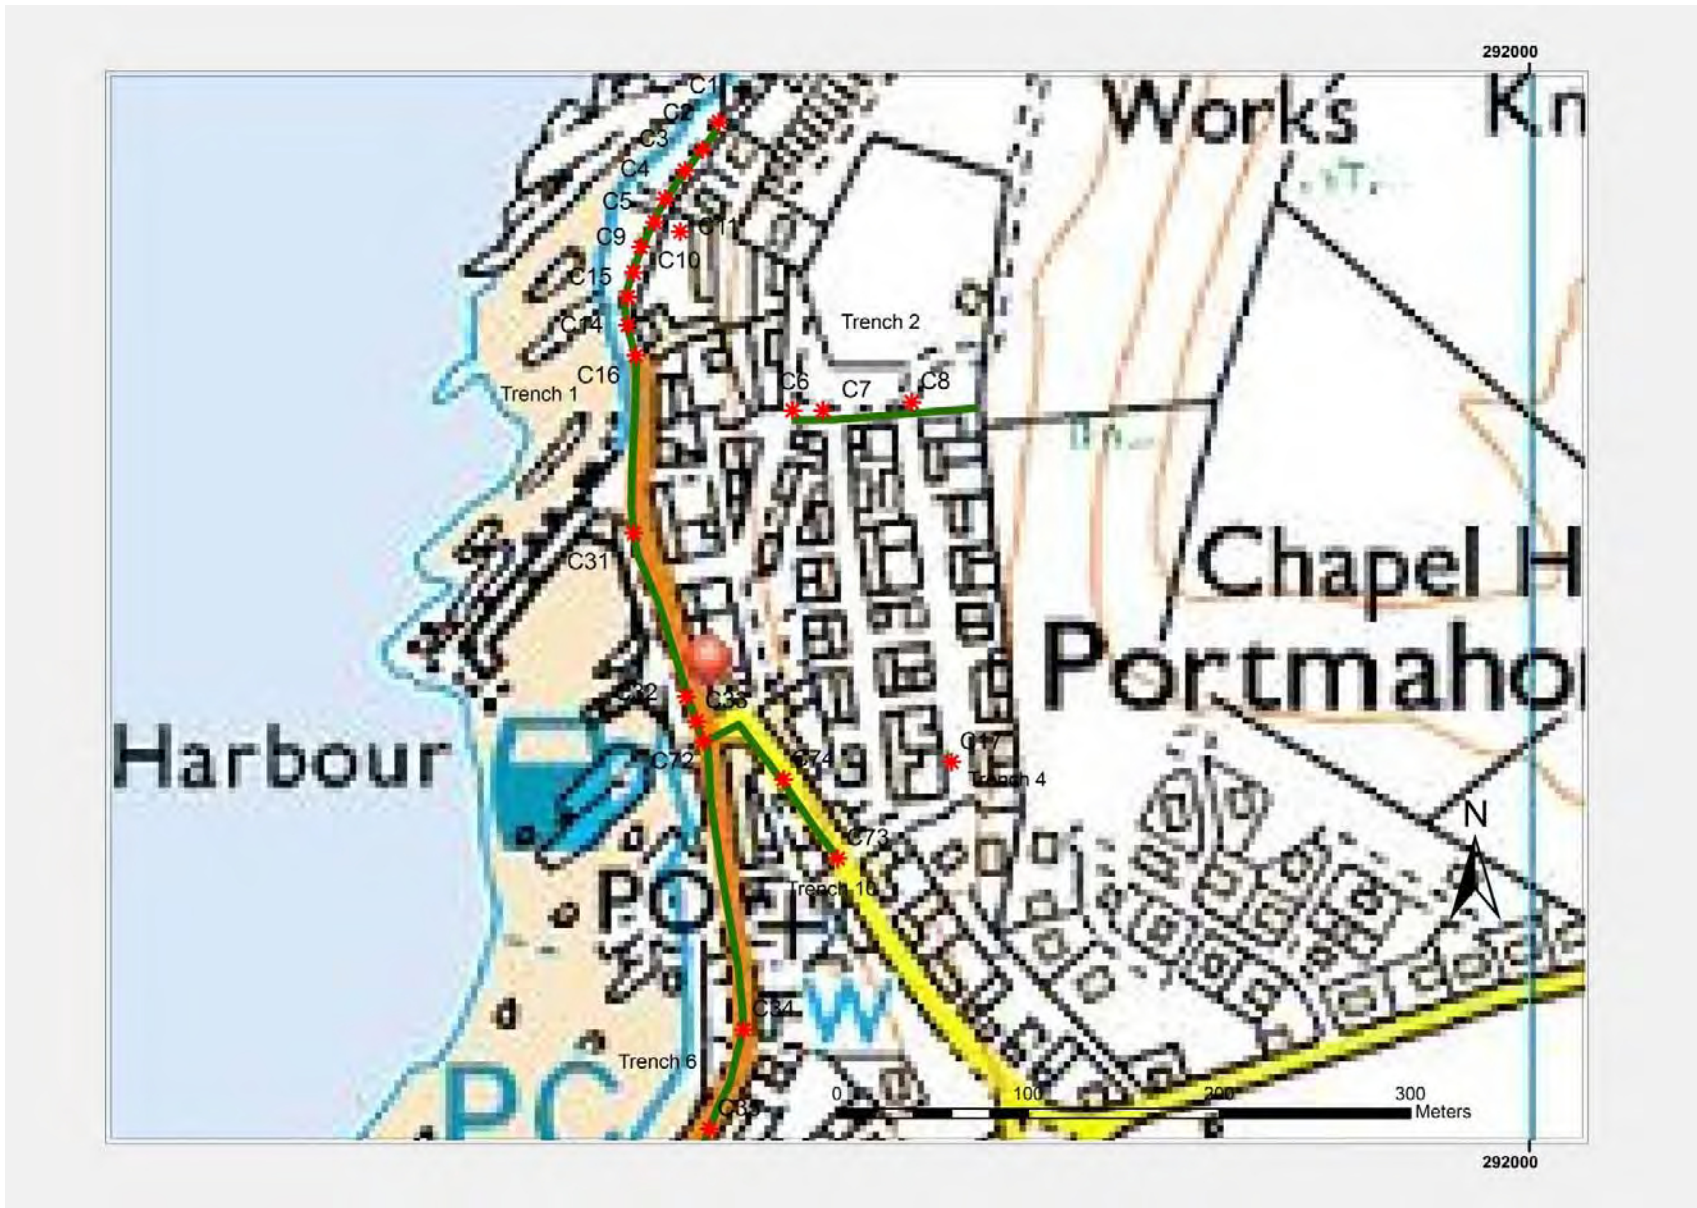 292000
C1
Works
Kn
C2
C3
C4
C5
C11
C9
C10
C15
C14
Trench 2
C16
C6
C7
C8
Trench 1
Chapel H
C31
Portmaho
C32
C33
C17
Harbour
C72
C74
Trench 4
N
C73
Trench 10
PO
C34
W
Trench 6
PC
0
100
200
300
C35
Meters
292000